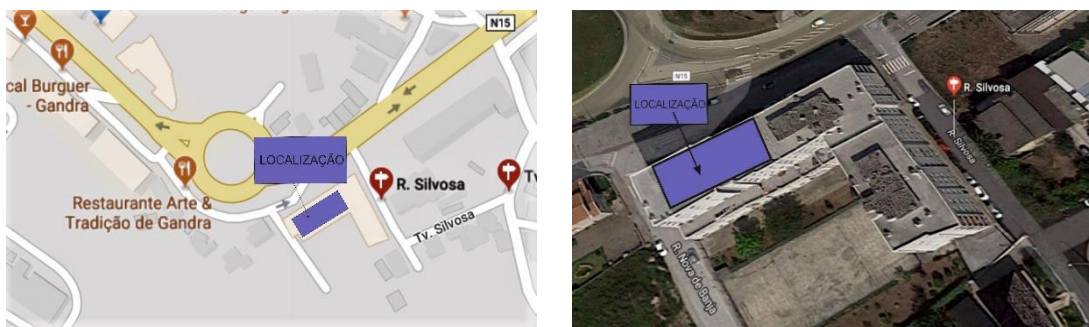 N15
cal Burguer
- Gandra
LOCALIZAÇÃO
Restaurante Arte &
Tradição de Gandra
R. Silvosa
Tv. Silvosa
Tv
N15
LOCALIZAÇÃO
R. Silvosa
R. Silvosa
R. Nova de Banjo